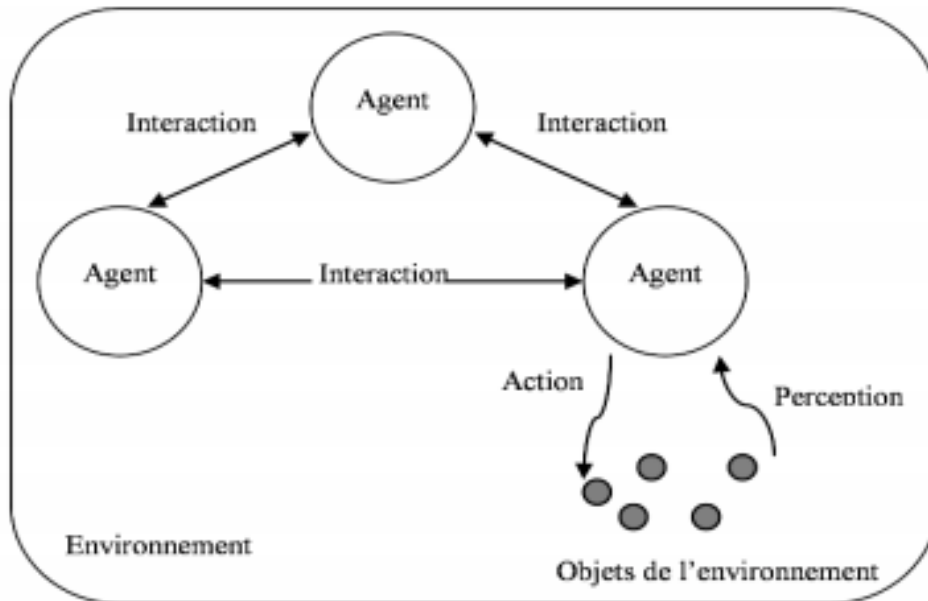 Agent
Interaction
Interaction
Agent
Interaction
Agent
Action
Perception
Environnement
Objets de l'environnement